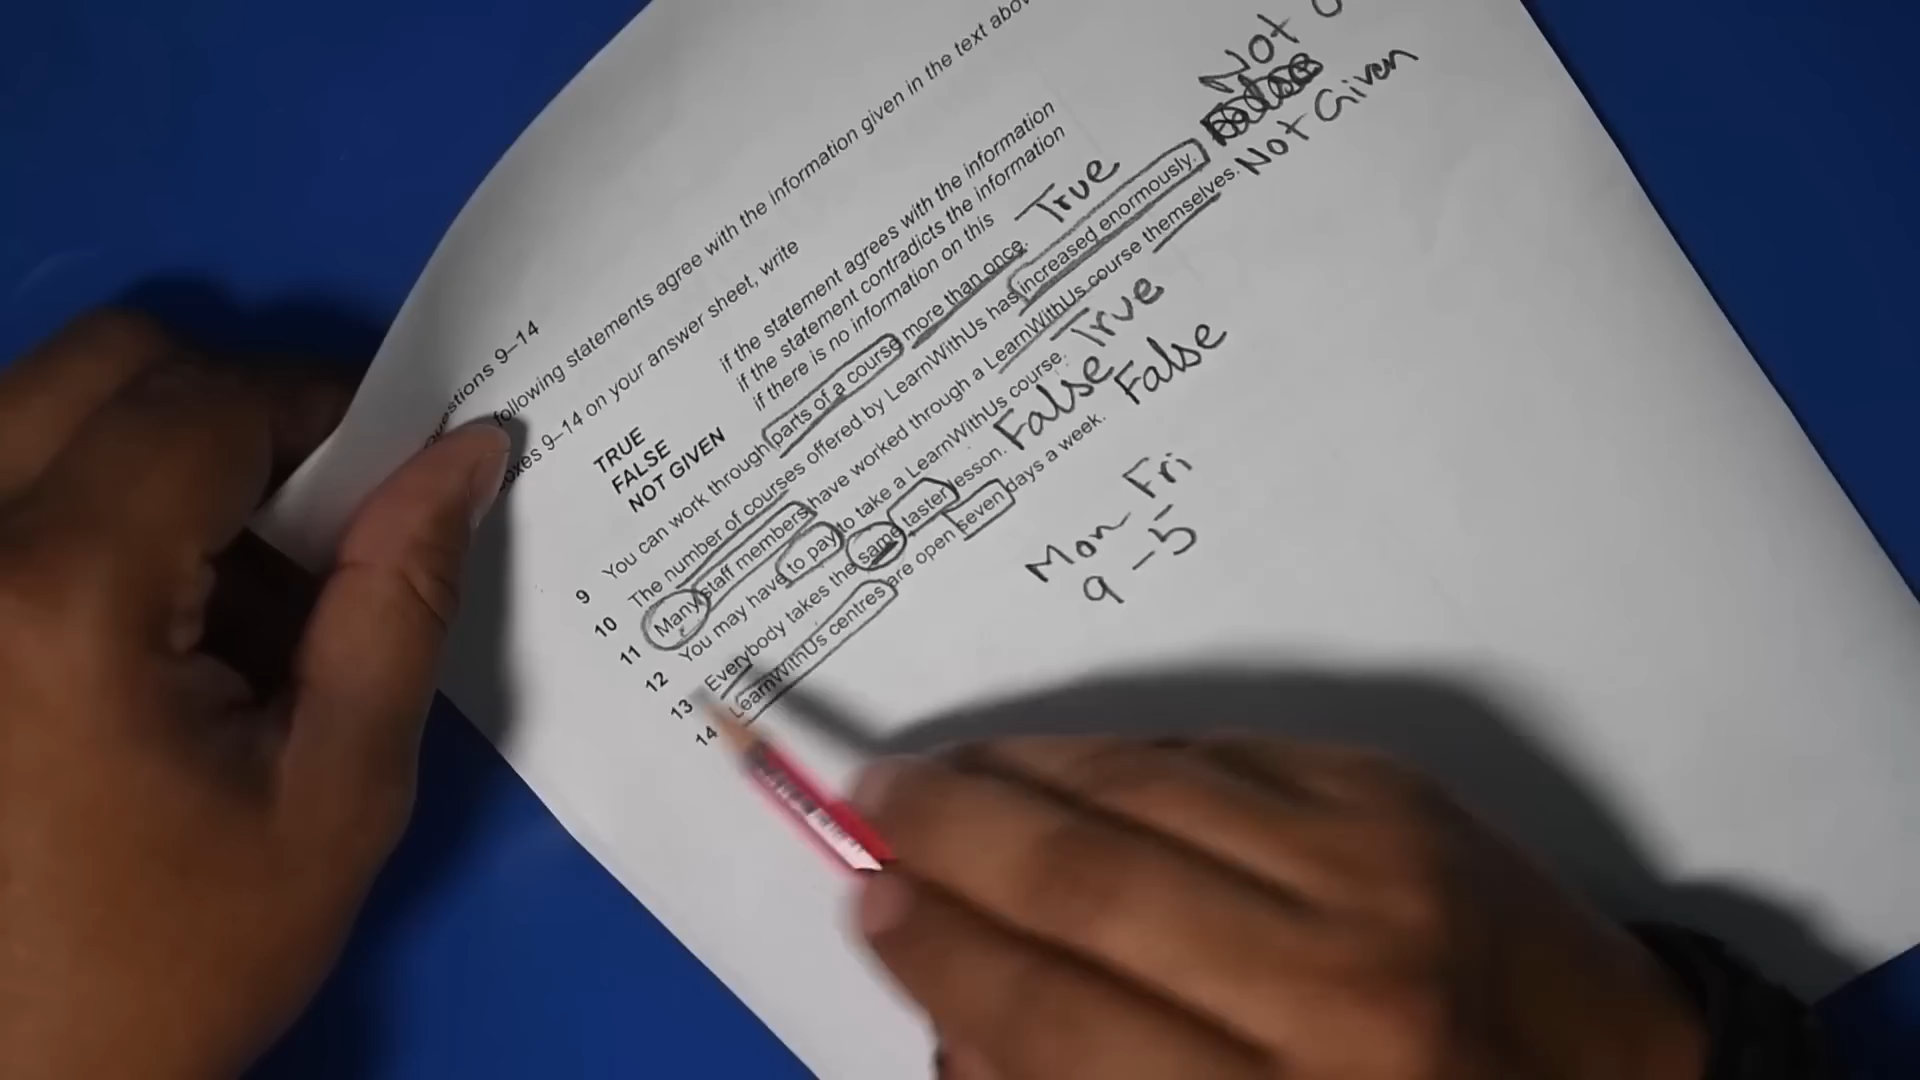 Questions 9–14
following statements agree with the information given in the text
boxes 9–14 on your answer sheet, write
TRUE if the statement agrees with the information
FALSE if the statement contradicts the information
NOT GIVEN if there is no information on this
9 You can work through parts of a course more than once. True
10 The number of courses offered by LearnWithUs has increased enormously. Not
11 Many staff members have worked through a LearnWithUs course themselves. Not Given
12 You may have to pay to take a LearnWithUs course. True
13 Everybody takes the same taster lesson. False
14 LearnWithUs centres are open seven days a week. False
Mon Fri
9 - 5